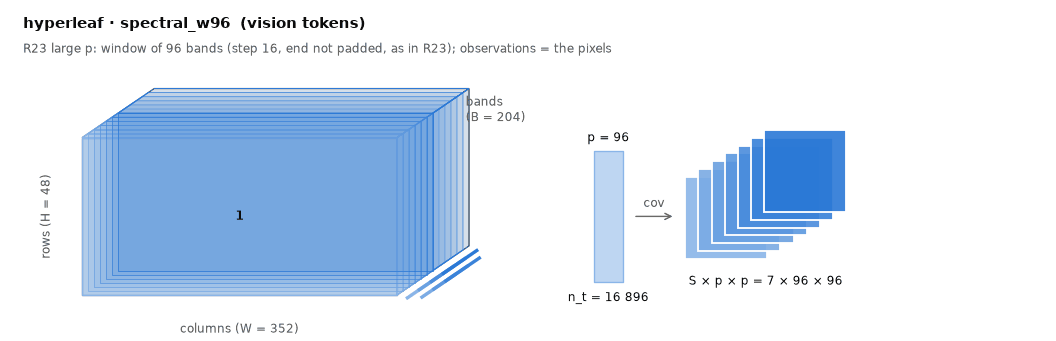 hyperleaf · spectral_w96 (vision tokens)
R23 large p: window of 96 bands (step 16, end not padded, as in R23); observations = the pixels
bands
(B = 204)
p = 96
rows (H = 48)
1
cov
S × p × p = 7 × 96 × 96
n_t = 16 896
columns (W = 352)